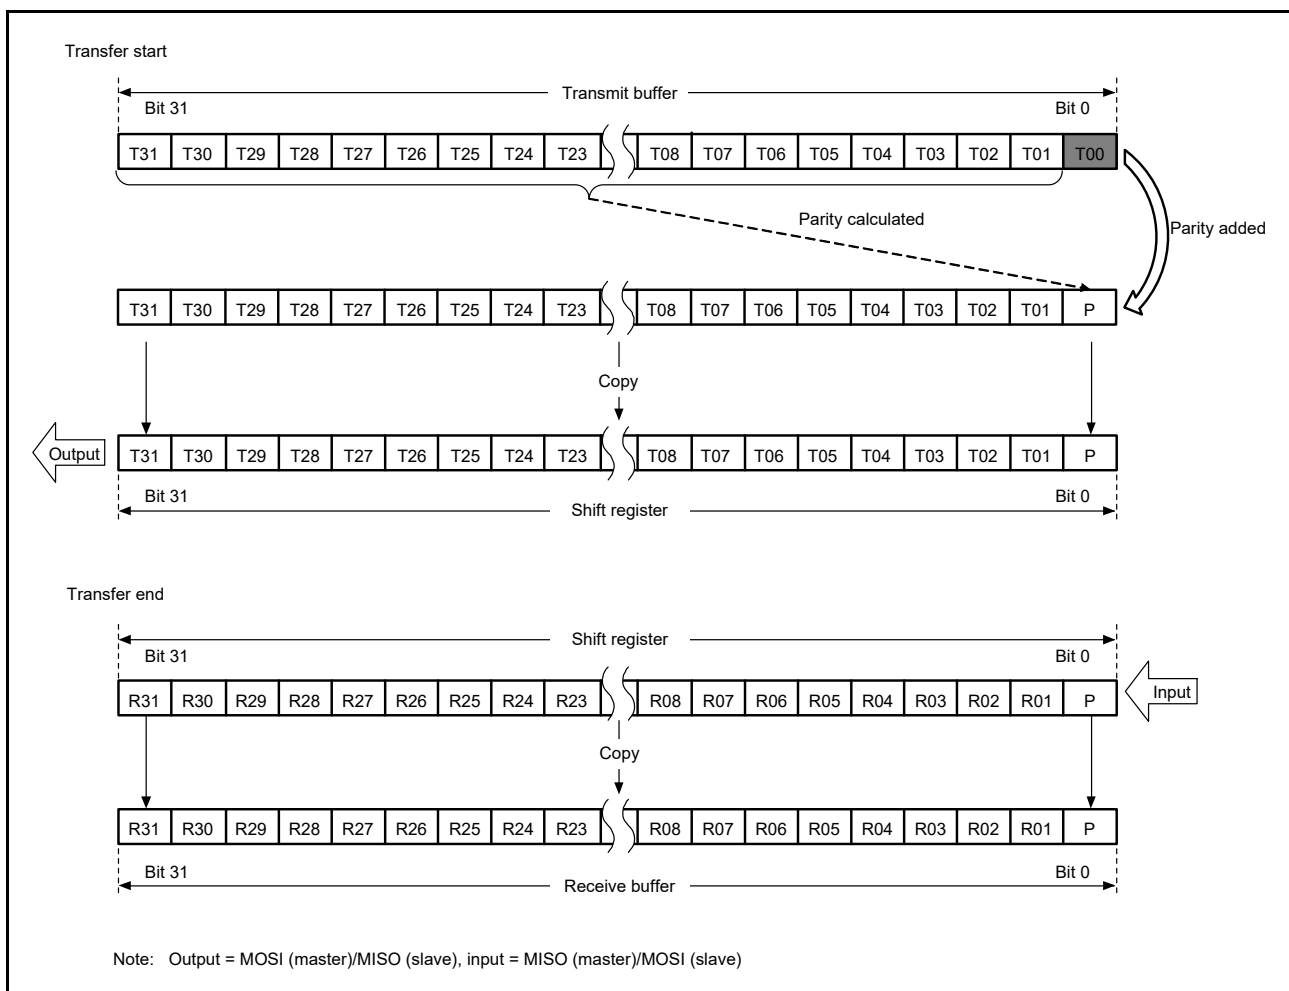 Transfer start
Transmit buffer
Bit 31 Bit 0
T31 T30 T29 T28 T27 T26 T25 T24 T23 T08 T07 T06 T05 T04 T03 T02 T01 T00
Parity calculated
Parity added
T31 T30 T29 T28 T27 T26 T25 T24 T23 T08 T07 T06 T05 T04 T03 T02 T01 P
Copy
Output
T31 T30 T29 T28 T27 T26 T25 T24 T23 T08 T07 T06 T05 T04 T03 T02 T01 P
Bit 31 Bit 0
Shift register
Transfer end
Shift register
Bit 31 Bit 0
R31 R30 R29 R28 R27 R26 R25 R24 R23 R08 R07 R06 R05 R04 R03 R02 R01 P
Input
Copy
R31 R30 R29 R28 R27 R26 R25 R24 R23 R08 R07 R06 R05 R04 R03 R02 R01 P
Bit 31 Bit 0
Receive buffer
Note: Output = MOSI (master)/MISO (slave), input = MISO (master)/MOSI (slave)